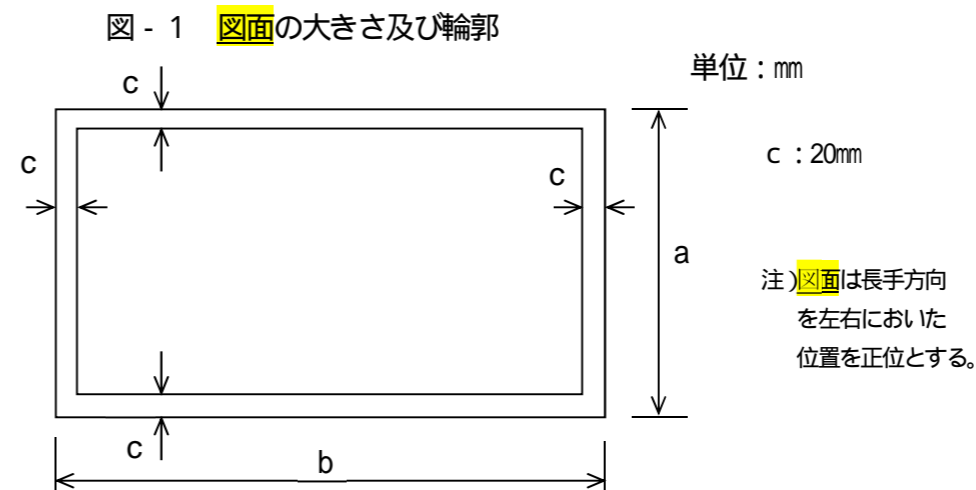 図 - 1 図面の大きさ及び輪郭
単位:㎜
c
c
c
c :20㎜
a
注)図面は長手方向
を左右においた
位置を正位とする。
c
b